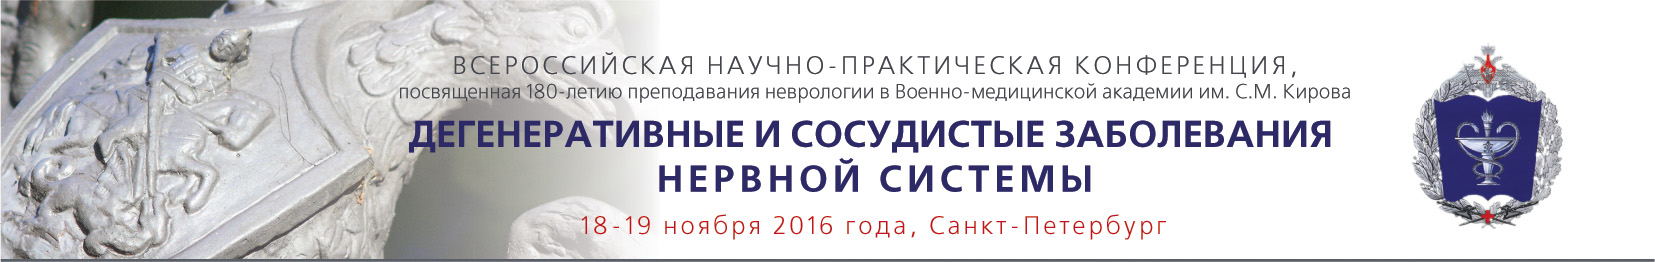 ВСЕРОССИЙСКАЯ НАУЧНО-ПРАКТИЧЕСКАЯ КОНФЕРЕНЦИЯ,
посвященная 180-летию преподавания неврологии в Военно-медицинской академии им. С.М. Кирова
ДЕГЕНЕРАТИВНЫЕ И СОСУДИСТЫЕ ЗАБОЛЕВАНИЯ
НЕРВНОЙ СИСТЕМЫ
18-19 ноября 2016 года, Санкт-Петербург